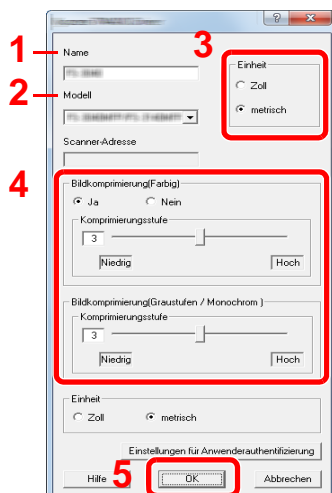 1 Name
3
Einheit
Zoll
metrisch
2 Modell
Scanner-Adresse
4
Bildkomprimierung(Farbig)
Ja Nein
Komprimierungsstufe
3
Niedrig Hoch
Bildkomprimierung(Graustufen / Monochrom )
Komprimierungsstufe
3
Niedrig Hoch
Einheit
Zoll metrisch
Einstellungen für Anwenderauthentifizierung
5
Hilfe OK Abbrechen